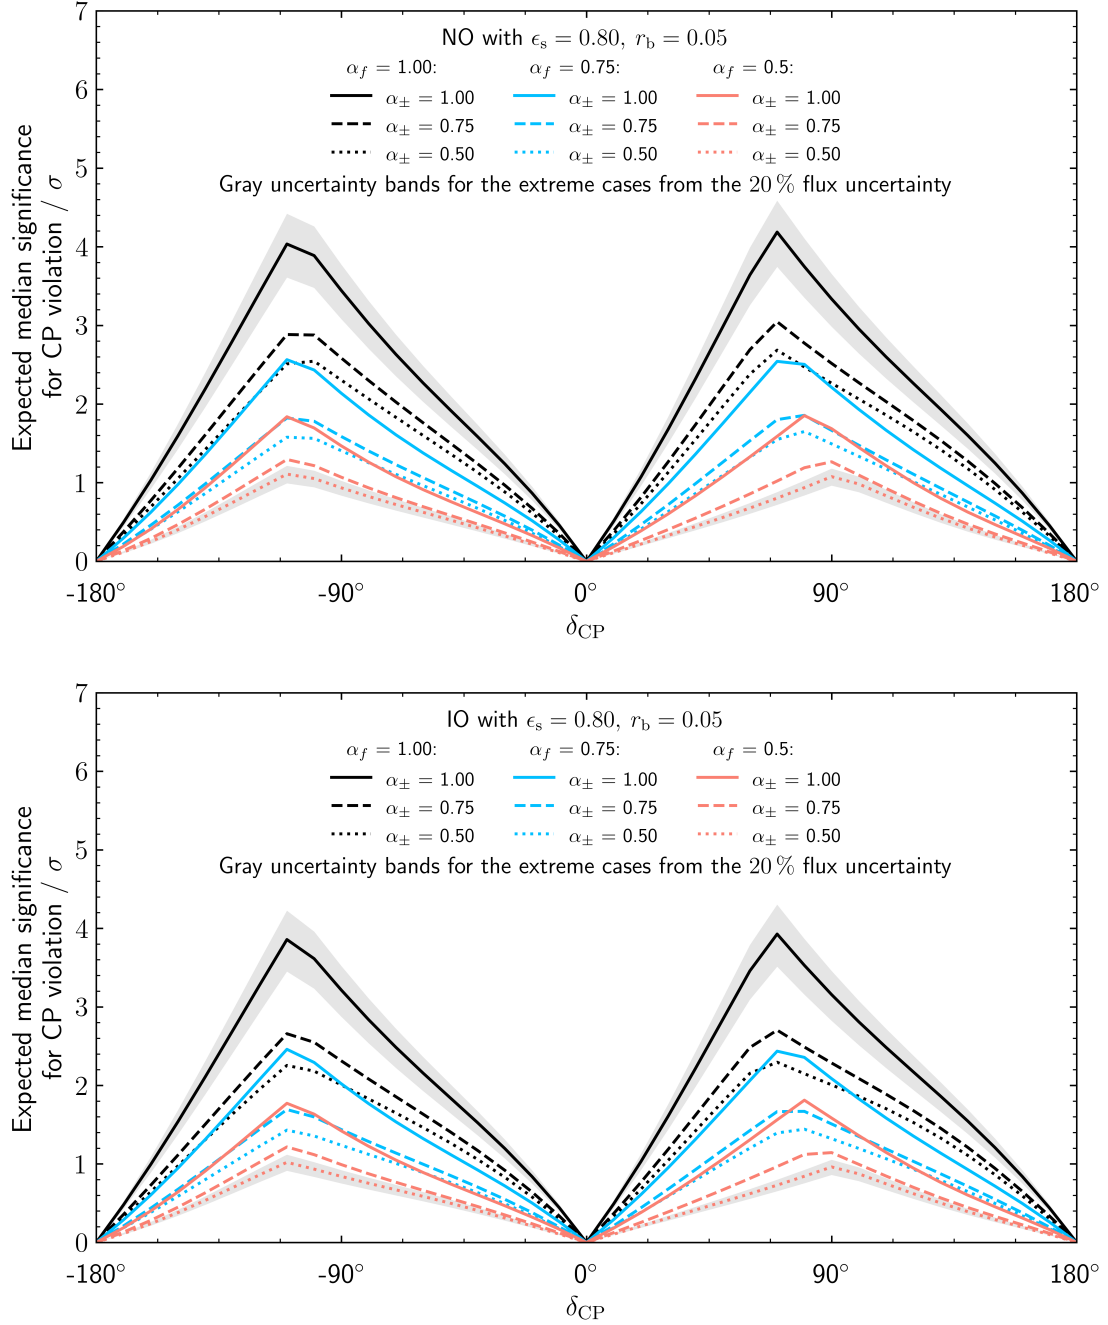 7
NO with ϵs = 0.80, rb = 0.05
αf = 1.00: αf = 0.75: αf = 0.5:
α± = 1.00 α± = 1.00 α± = 1.00
α± = 0.75 α± = 0.75 α± = 0.75
α± = 0.50 α± = 0.50 α± = 0.50
Gray uncertainty bands for the extreme cases from the 20 % flux uncertainty
6
5
4
3
2
1
0
Expected median significance
for CP violation / σ
-180° -90° 0° 90° 180°
δCP
7
IO with ϵs = 0.80, rb = 0.05
αf = 1.00: αf = 0.75: αf = 0.5:
α± = 1.00 α± = 1.00 α± = 1.00
α± = 0.75 α± = 0.75 α± = 0.75
α± = 0.50 α± = 0.50 α± = 0.50
Gray uncertainty bands for the extreme cases from the 20 % flux uncertainty
6
5
4
3
2
1
0
Expected median significance
for CP violation / σ
-180° -90° 0° 90° 180°
δCP